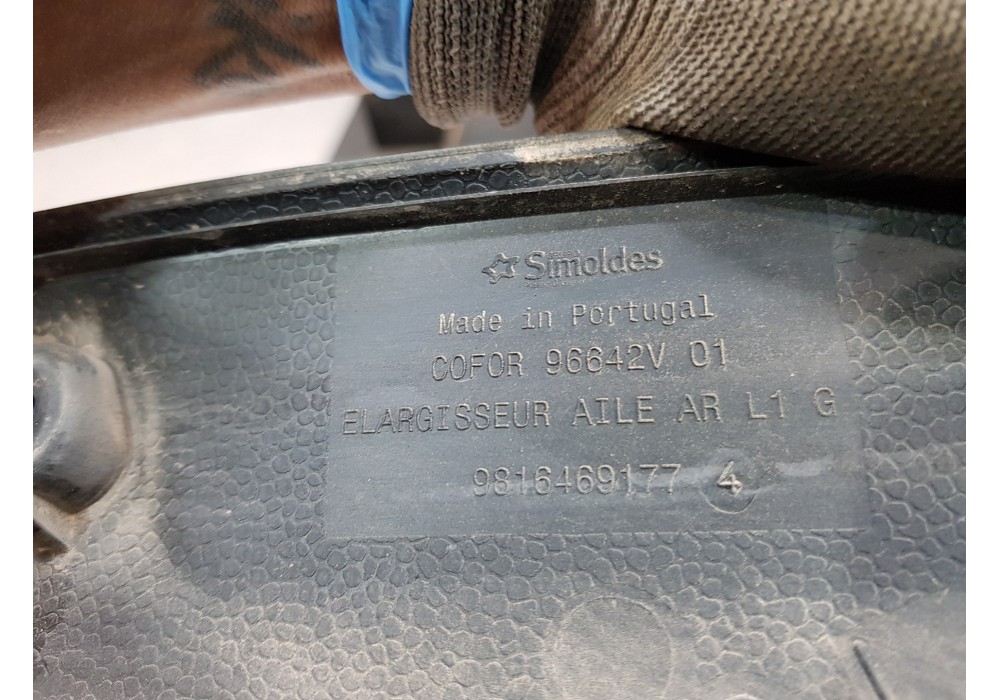 Simoldes
Made in Portugal
COFOR 96642V 01
ELARGISSEUR AILE AR L1 G
9816469177 4